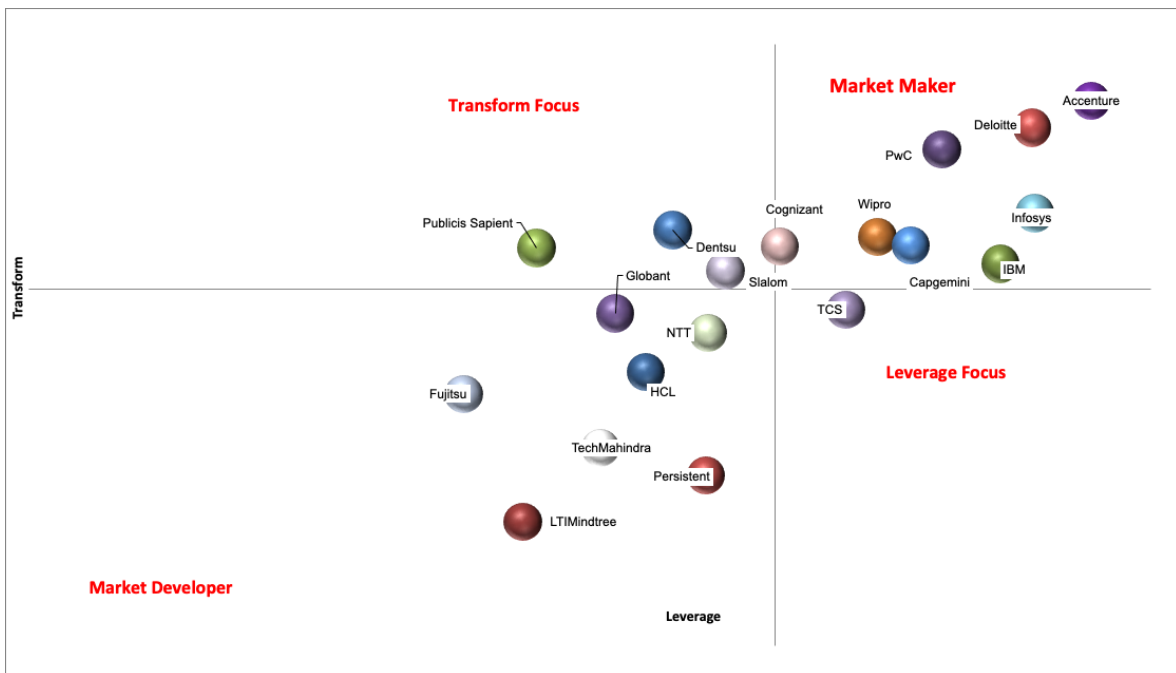 Market Maker
Accenture
Transform Focus
Deloitte
PwC
Cognizant
Wipro
Infosys
Publicis Sapient
Dentsu
IBM
Globant
Slalom
Capgemini
Transform
TCS
NTT
Leverage Focus
HCL
Fujitsu
TechMahindra
Persistent
LTIMindtree
Market Developer
Leverage